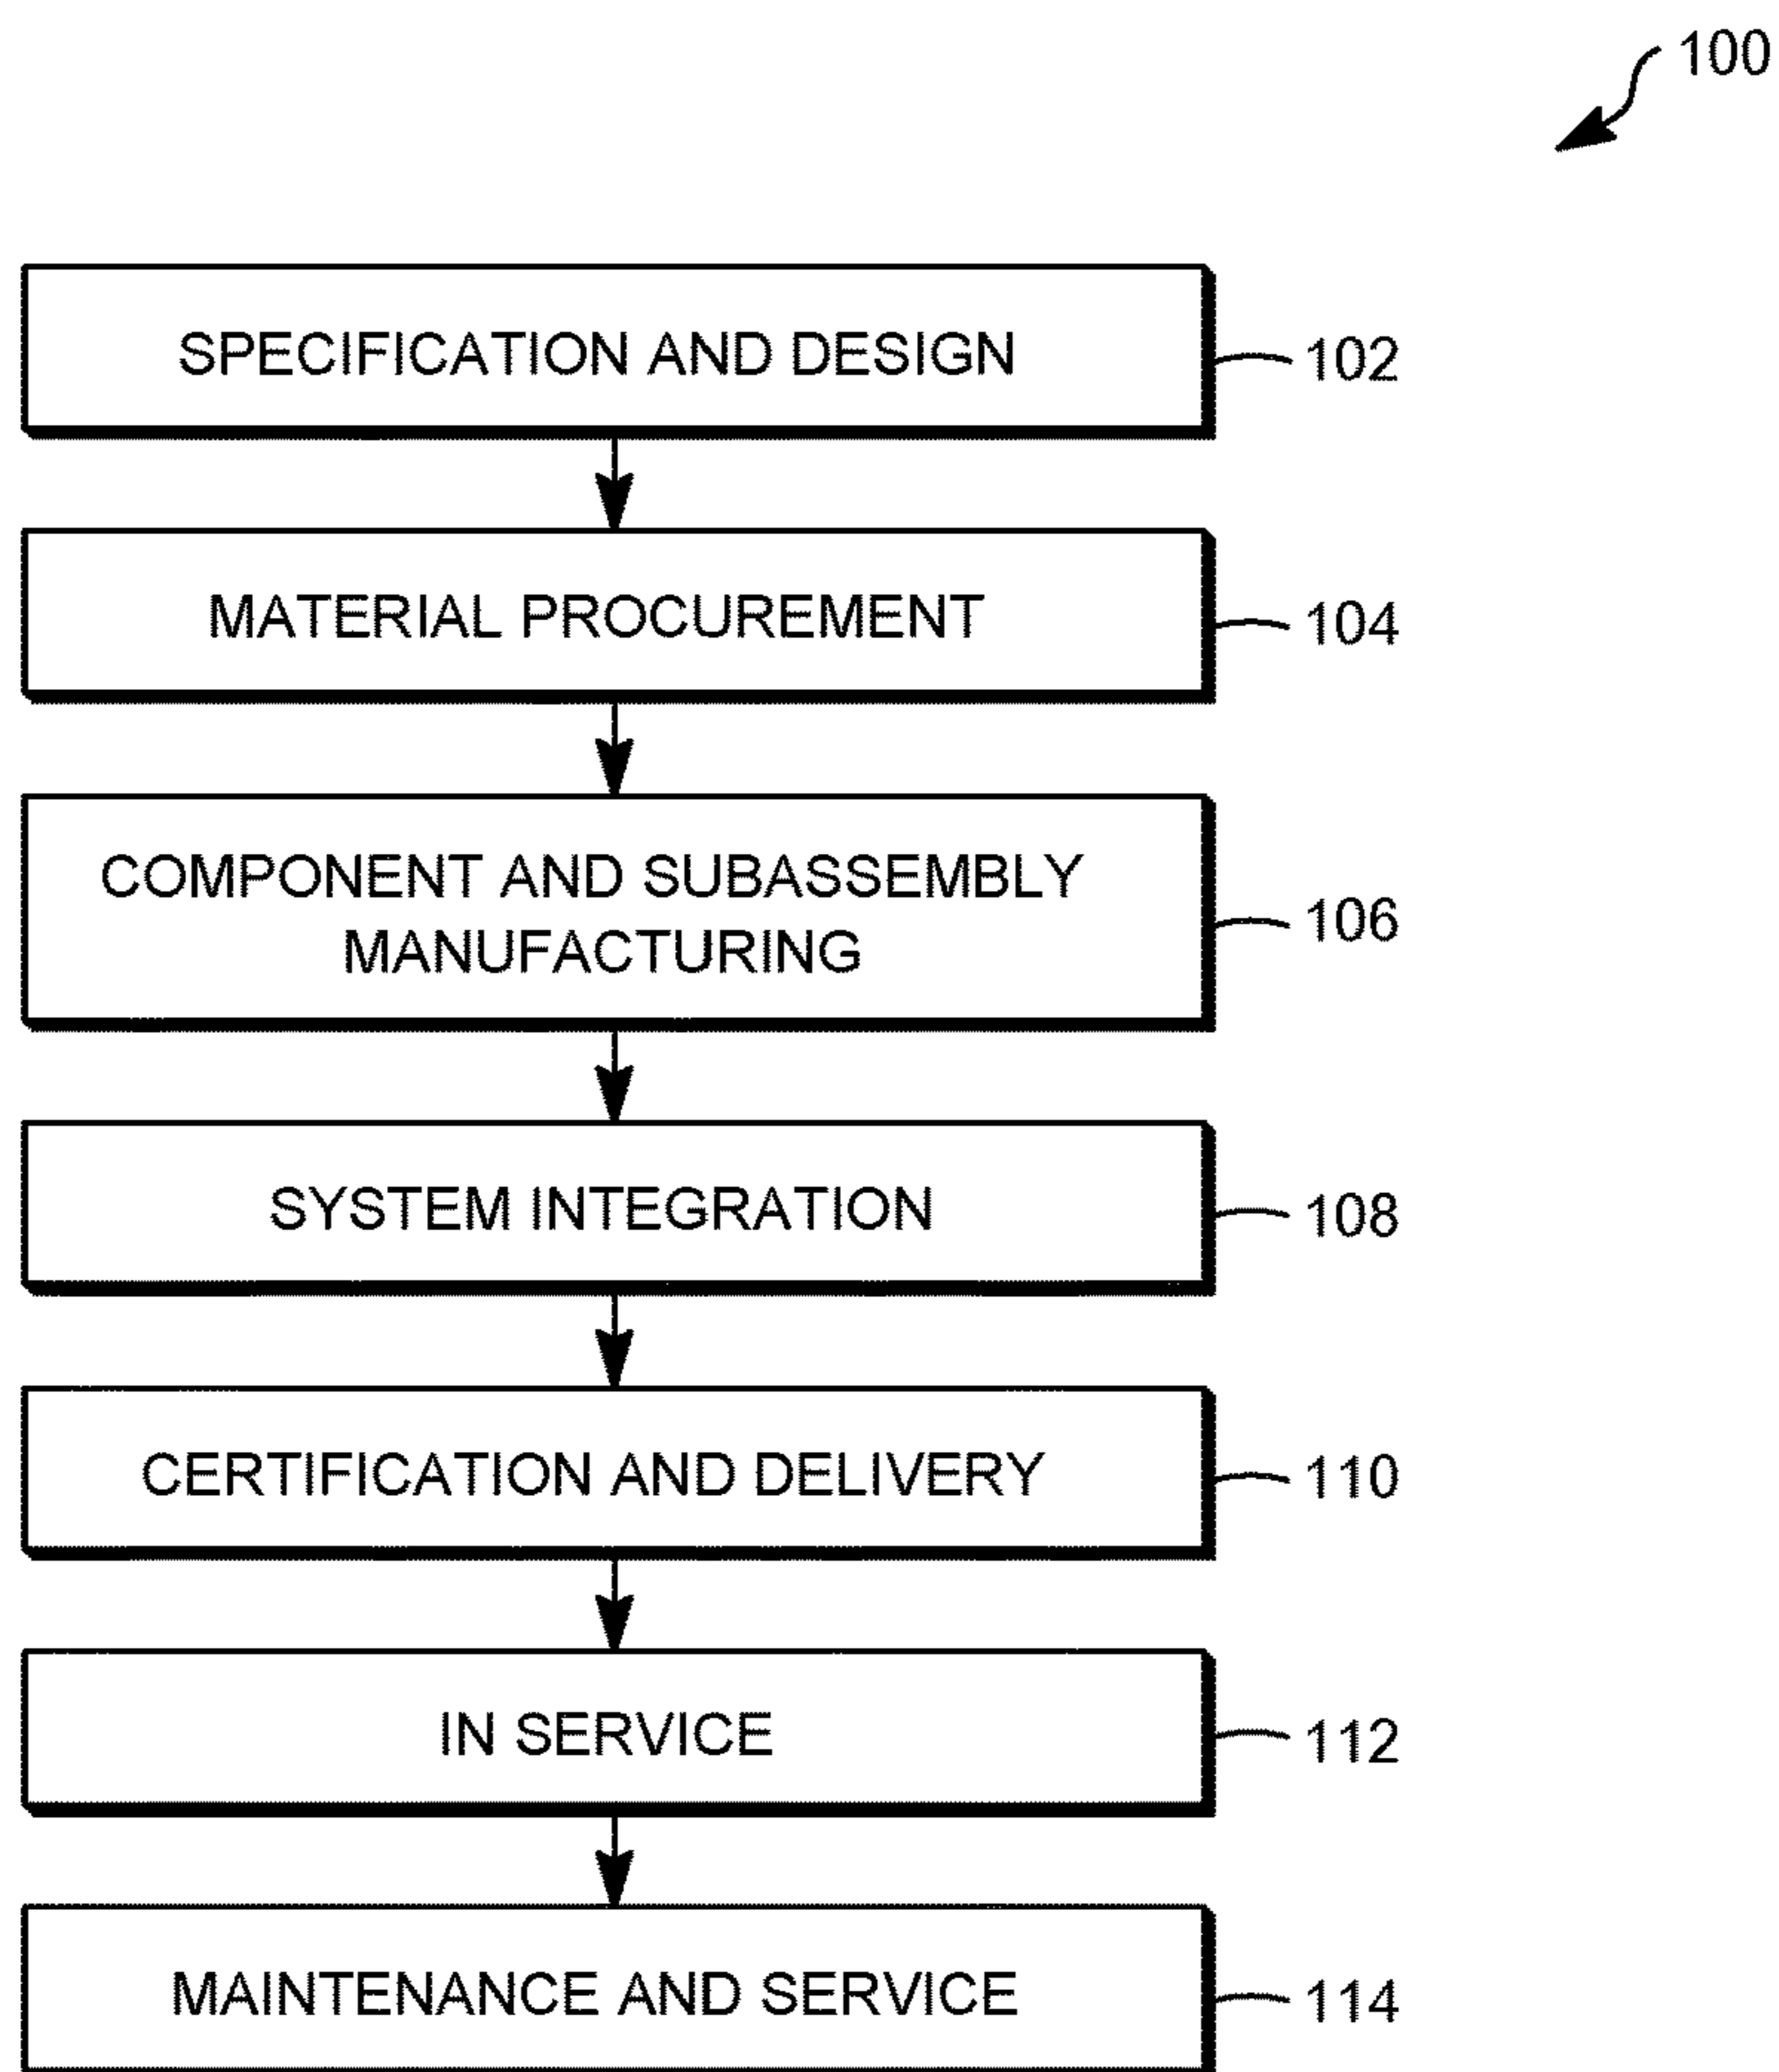 100
SPECIFICATION AND DESIGN 102
MATERIAL PROCUREMENT 104
COMPONENT AND SUBASSEMBLY
MANUFACTURING 106
SYSTEM INTEGRATION 108
CERTIFICATION AND DELIVERY 110
IN SERVICE 112
MAINTENANCE AND SERVICE 114